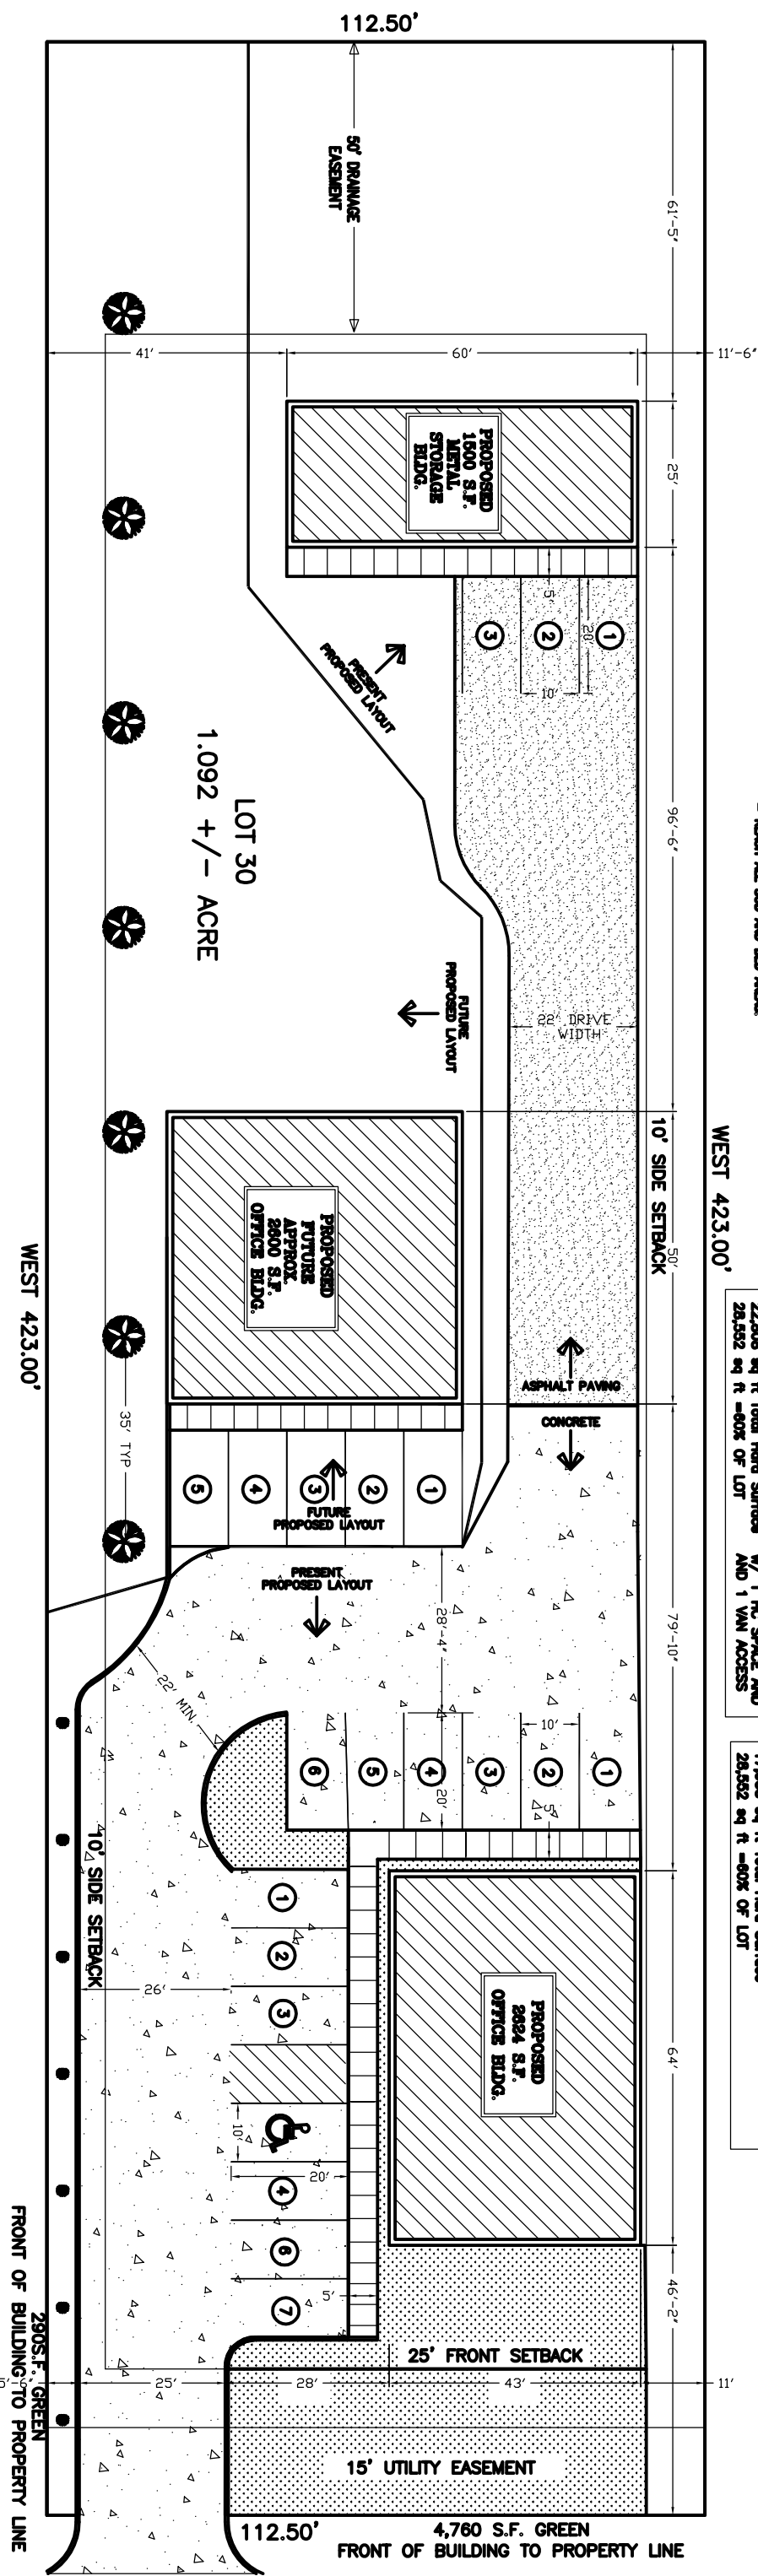 112.50'
50' DRAINAGE
EASEMENT
61'-5"
41'
60'
11'-6"
PROPOSED
1500 S.F.
METAL
STORAGE
BLDG.
25'
5'
20'
10'
1
2
3
PRESENT
PROPOSED LAYOUT
96'-6"
LOT 30
1.092 +/- ACRE
FUTURE
PROPOSED LAYOUT
22' DRIVE
WIDTH
10' SIDE SETBACK
WEST 423.00'
50'
PROPOSED
FUTURE
APPROX.
2600 S.F.
OFFICE BLDG.
WEST 423.00'
ASPHALT PAVING
CONCRETE
28,552 sq ft =60% OF LOT
AND 1 VAN ACCESS
28,552 sq ft =60% OF LOT
35' TYP
5
4
3
2
1
FUTURE
PROPOSED LAYOUT
PRESENT
PROPOSED LAYOUT
28'-4"
79'-10"
22' MIN.
10'
20'
5'
6
5
4
3
2
1
10' SIDE SETBACK
26'
1
2
3
P
10'
20'
4
6
7
5'
PROPOSED
2624 S.F.
OFFICE BLDG.
64'
46'-2"
25' FRONT SETBACK
25'
28'
43'
11'
290S.F. GREEN
FRONT OF BUILDING TO PROPERTY LINE
15' UTILITY EASEMENT
112.50'
4,760 S.F. GREEN
FRONT OF BUILDING TO PROPERTY LINE